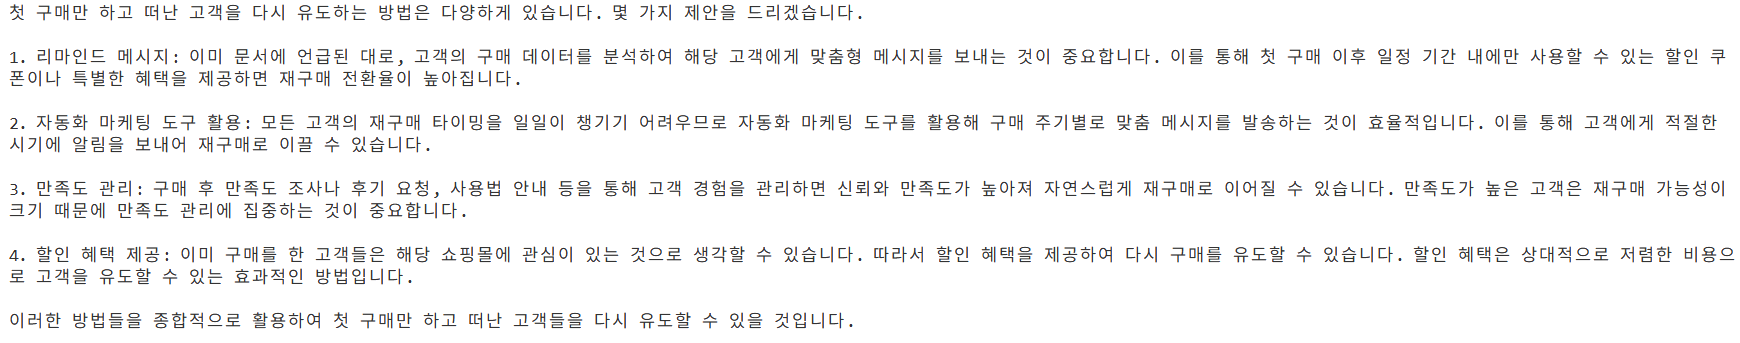 첫 구매만 하고 떠난 고객을 다시 유도하는 방법은 다양하게 있습니다. 몇 가지 제안을 드리겠습니다.
1. 리마인드 메시지: 이미 문서에 언급된 대로, 고객의 구매 데이터를 분석하여 해당 고객에게 맞춤형 메시지를 보내는 것이 중요합니다. 이를 통해 첫 구매 이후 일정 기간 내에만 사용할 수 있는 할인 쿠
폰이나 특별한 혜택을 제공하면 재구매 전환율이 높아집니다.
2. 자동화 마케팅 도구 활용: 모든 고객의 재구매 타이밍을 일일이 챙기기 어려우므로 자동화 마케팅 도구를 활용해 구매 주기별로 맞춤 메시지를 발송하는 것이 효율적입니다. 이를 통해 고객에게 적절한
시기에 알림을 보내어 재구매로 이끌 수 있습니다.
3. 만족도 관리: 구매 후 만족도 조사나 후기 요청, 사용법 안내 등을 통해 고객 경험을 관리하면 신뢰와 만족도가 높아져 자연스럽게 재구매로 이어질 수 있습니다. 만족도가 높은 고객은 재구매 가능성이
크기 때문에 만족도 관리에 집중하는 것이 중요합니다.
4. 할인 혜택 제공: 이미 구매를 한 고객들은 해당 쇼핑몰에 관심이 있는 것으로 생각할 수 있습니다. 따라서 할인 혜택을 제공하여 다시 구매를 유도할 수 있습니다. 할인 혜택은 상대적으로 저렴한 비용으
로 고객을 유도할 수 있는 효과적인 방법입니다.
이러한 방법들을 종합적으로 활용하여 첫 구매만 하고 떠난 고객들을 다시 유도할 수 있을 것입니다.